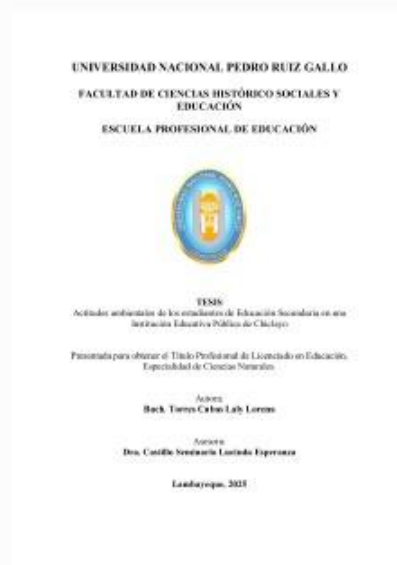 UNIVERSIDAD NACIONAL PEDRO RUIZ GALLO
FACULTAD DE CIENCIAS HISTÓRICO SOCIALES Y
EDUCACIÓN
ESCUELA PROFESIONAL DE EDUCACIÓN
TESIS
Actitudes ambientales de los estudiantes de Educación Secundaria en una
Institución Educativa Pública de Chiclayo
Presentada para obtener el Título Profesional de Licenciado en Educación,
Especialidad de Ciencias Naturales
Autora:
Bach. Torres Cubas Laly Lorena
Asesora:
Dra. Castillo Seminario Lucinda Esperanza
Lambayeque, 2025